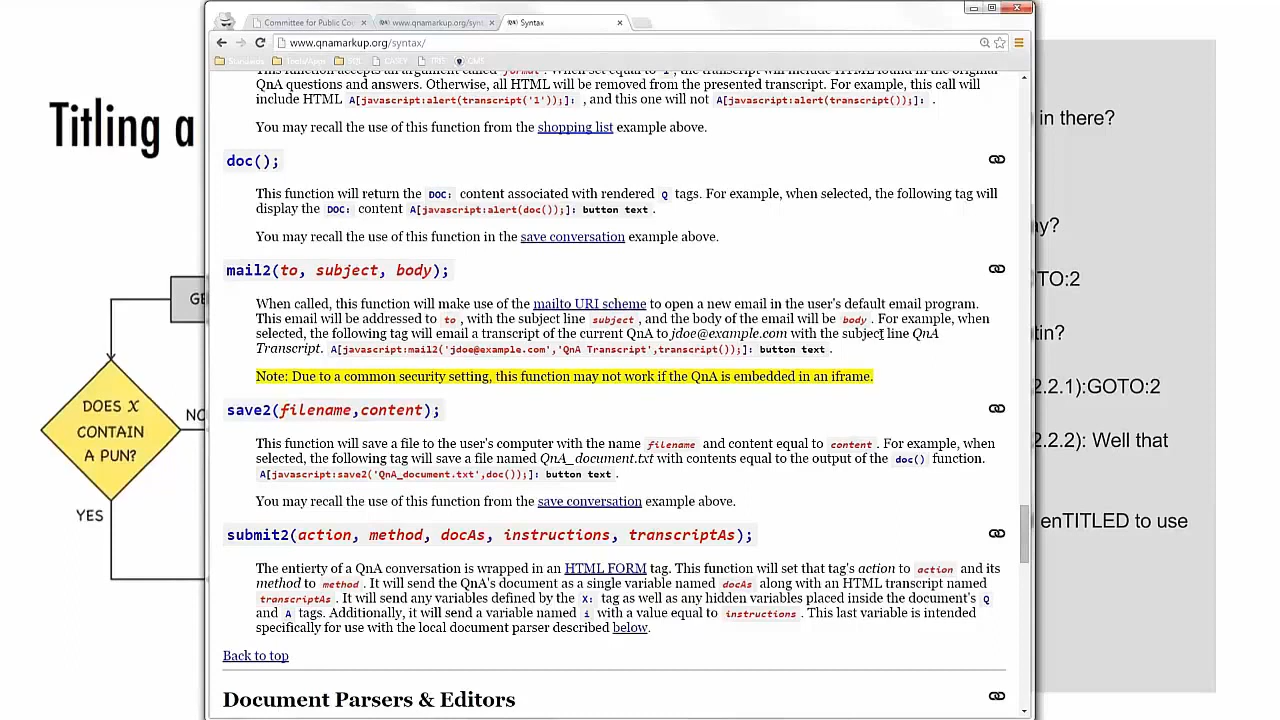 Committee for Public Co
www.qnamarkup.org/synt
Syntax
www.qnamarkup.org/syntax/
Standards
SQL
CASEY
IRIS
CMS
This function accepts an argument called format. When set equal to '1', the transcript will include HTML found in the original
QnA questions and answers. Otherwise, all HTML will be removed from the presented transcript. For example, this call will
include HTML A[javascript:alert(transcript('1'));]: , and this one will not A[javascript:alert(transcript());]: .
You may recall the use of this function from the shopping list example above.
doc();
This function will return the DOC: content associated with rendered Q tags. For example, when selected, the following tag will
display the DOC: content A[javascript:alert(doc());]: button text .
You may recall the use of this function in the save conversation example above.
mail2(to, subject, body);
When called, this function will make use of the mailto URI scheme to open a new email in the user's default email program.
This email will be addressed to to , with the subject line subject , and the body of the email will be body . For example, when
selected, the following tag will email a transcript of the current QnA to jdoe@example.com with the subject line QnA
Transcript. A[javascript:mail2('jdoe@example.com','QnA Transcript',transcript());]: button text .
Note: Due to a common security setting, this function may not work if the QnA is embedded in an iframe.
save2(filename,content);
This function will save a file to the user's computer with the name filename and content equal to content . For example, when
selected, the following tag will save a file named QnA_document.txt with contents equal to the output of the doc() function.
A[javascript:save2('QnA_document.txt',doc());]: button text .
You may recall the use of this function from the save conversation example above.
submit2(action, method, docAs, instructions, transcriptAs);
The entierty of a QnA conversation is wrapped in an HTML FORM tag. This function will set that tag's action to action and its
method to method . It will send the QnA's document as a single variable named docAs along with an HTML transcript named
transcriptAs . It will send any variables defined by the X: tag as well as any hidden variables placed inside the document's Q
and A tags. Additionally, it will send a variable named i with a value equal to instructions . This last variable is intended
specifically for use with the local document parser described below.
Back to top
Document Parsers & Editors
Titling a
GE
DOES X
CONTAIN
A PUN?
NO
YES
in there?
ay?
TO:2
tin?
2.2.1):GOTO:2
2.2.2): Well that
enTITLED to use